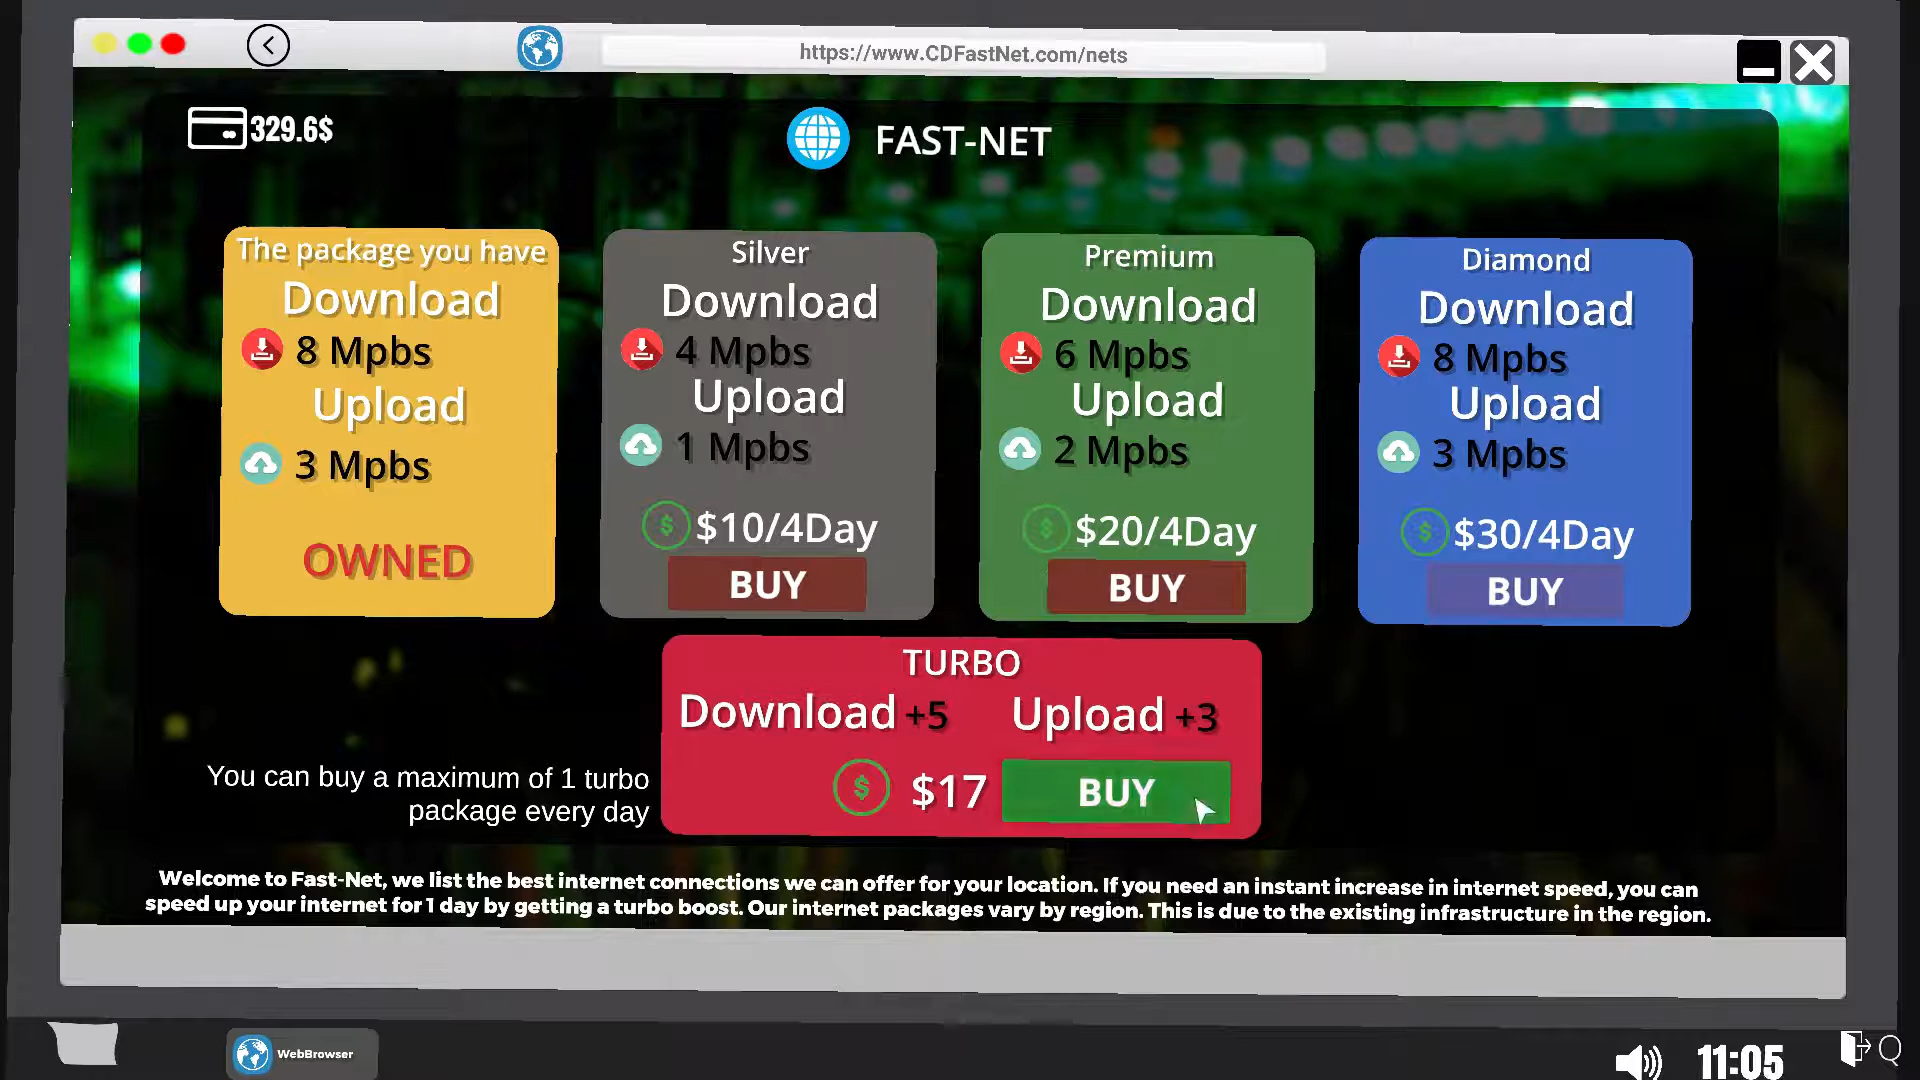 https://www.CDFastNet.com/nets
329.6$
FAST-NET
The package you have
Download
8 Mpbs
Upload
3 Mpbs
OWNED
Silver
Download
4 Mpbs
Upload
1 Mpbs
$10/4Day
BUY
Premium
Download
6 Mpbs
Upload
2 Mpbs
$20/4Day
BUY
Diamond
Download
8 Mpbs
Upload
3 Mpbs
$30/4Day
BUY
TURBO
Download +5 Upload +3
$17 BUY
You can buy a maximum of 1 turbo
package every day
Welcome to Fast-Net, we list the best internet connections we can offer for your location. If you need an instant increase in internet speed, you can
speed up your internet for 1 day by getting a turbo boost. Our internet packages vary by region. This is due to the existing infrastructure in the region.
WebBrowser
11:05
Q